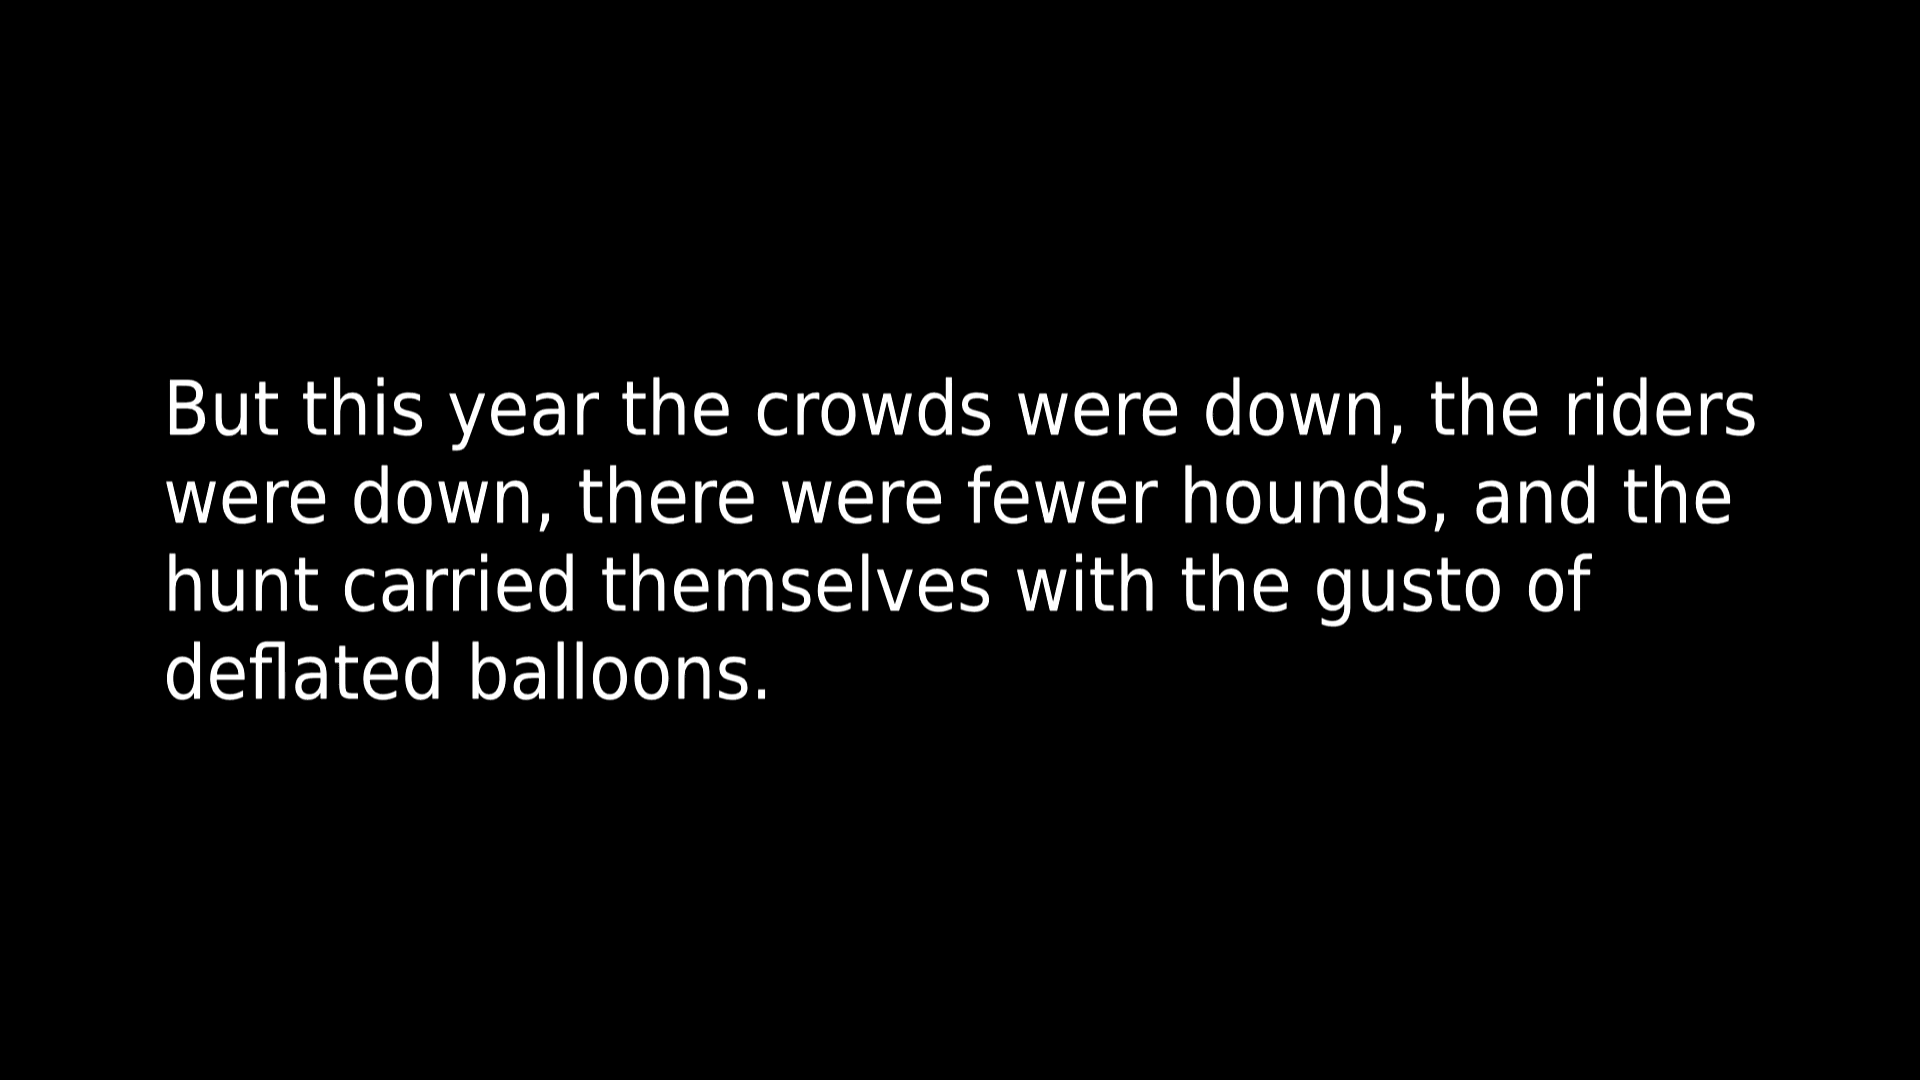 But this year the crowds were down, the riders
were down, there were fewer hounds, and the
hunt carried themselves with the gusto of
deflated balloons.